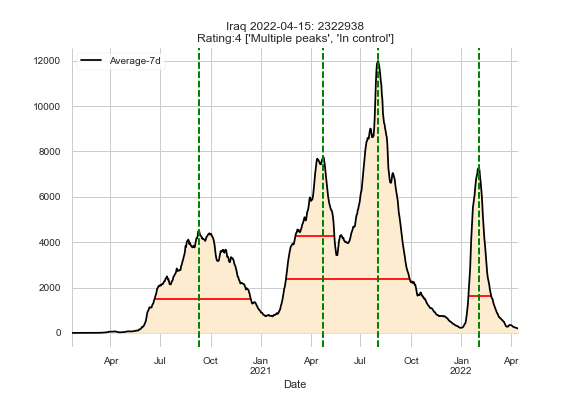 Iraq 2022-04-15: 2322938
Rating:4 ['Multiple peaks', 'In control']
Average-7d
12000
10000
8000
6000
4000
2000
0
Apr Jul Oct Jan Apr Jul Oct Jan Apr
2021 2022
Date